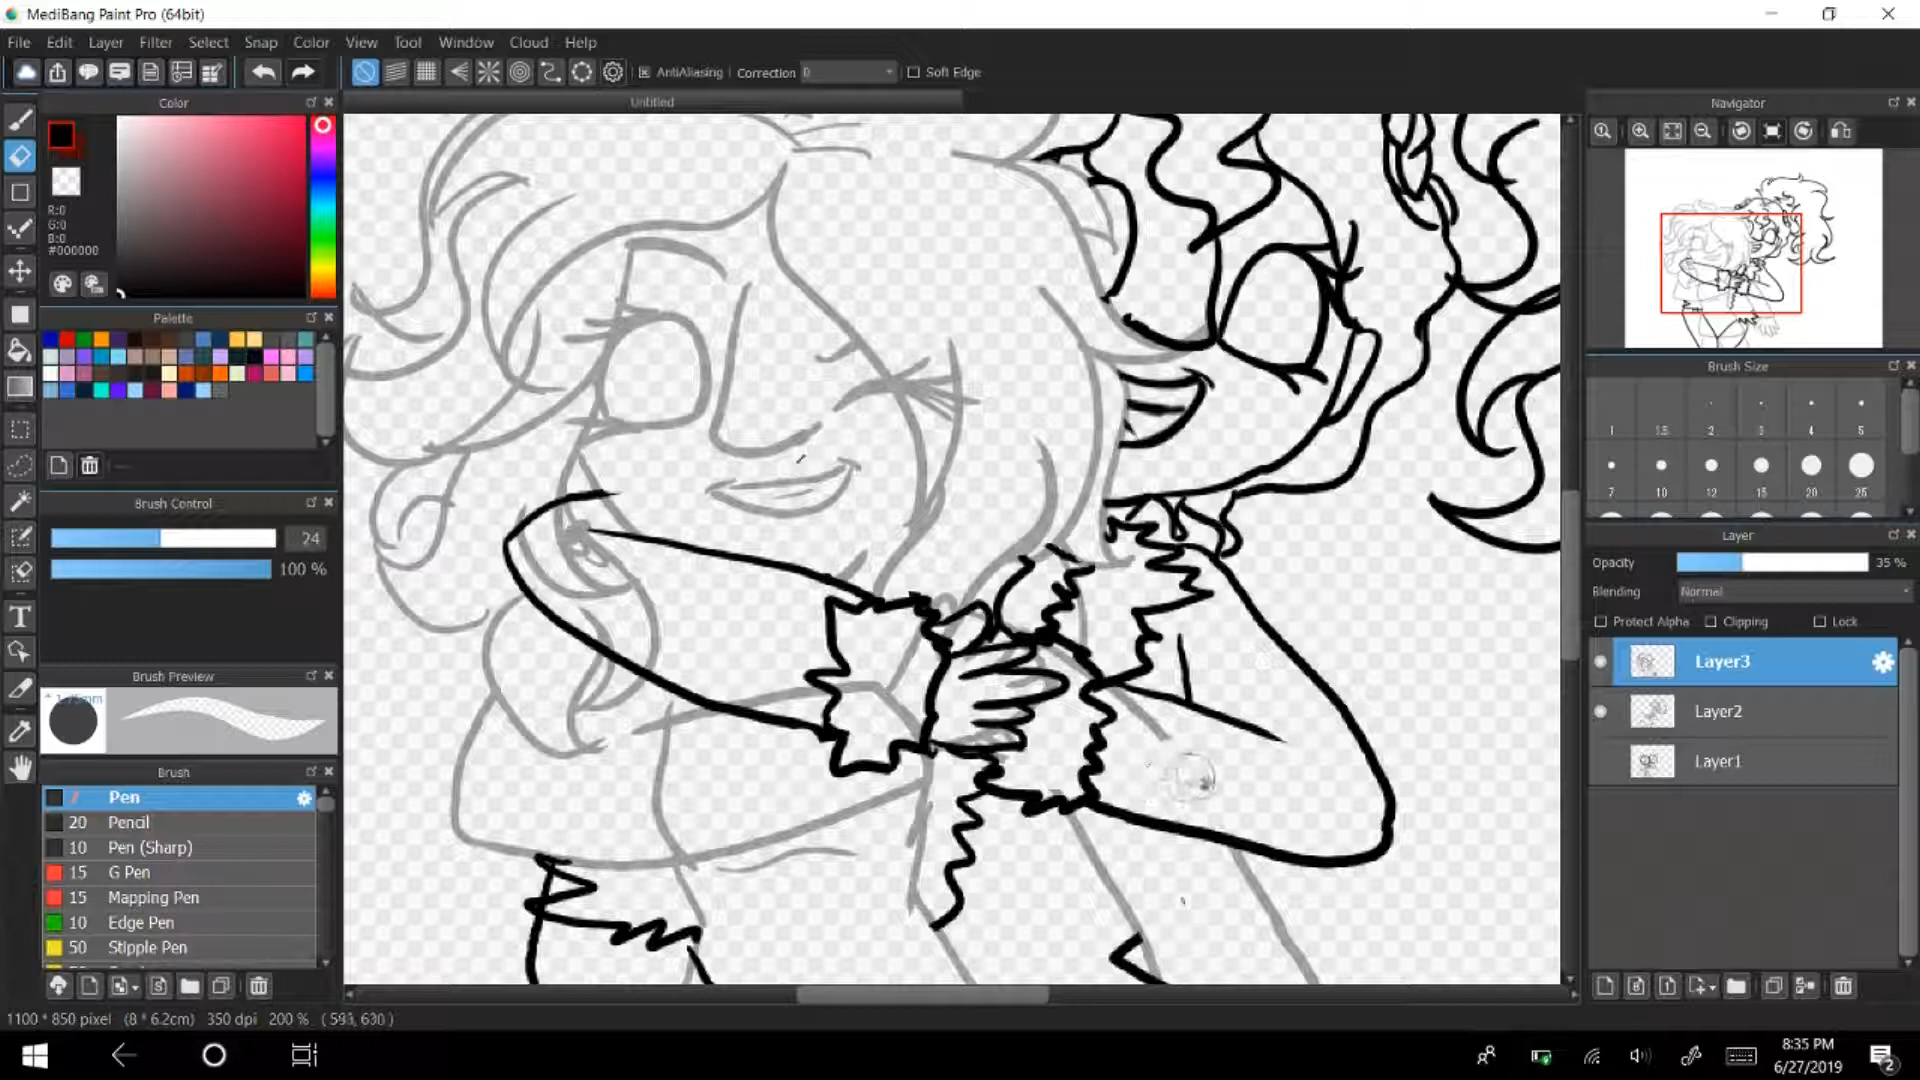 MediBang Paint Pro (64bit)
File Edit Layer Filter Select Snap Color View Tool Window Cloud Help
AntiAliasing Correction 0 Soft Edge
Color
Untitled
Navigator
R:0
G:0
B:0
#000000
Palette
Brush Size
1 1.5 2 3 4 5
7 10 12 15 20 25
Brush Control
24
100 %
Layer
Opacity 35 %
Blending Normal
Protect Alpha Clipping Lock
Layer3
Layer2
Layer1
Brush Preview
Brush
Pen
20 Pencil
10 Pen (Sharp)
15 G Pen
15 Mapping Pen
10 Edge Pen
50 Stipple Pen
1100 * 850 pixel (8 * 6.2cm) 350 dpi 200 % ( 593, 630 )
8:35 PM
6/27/2019
2